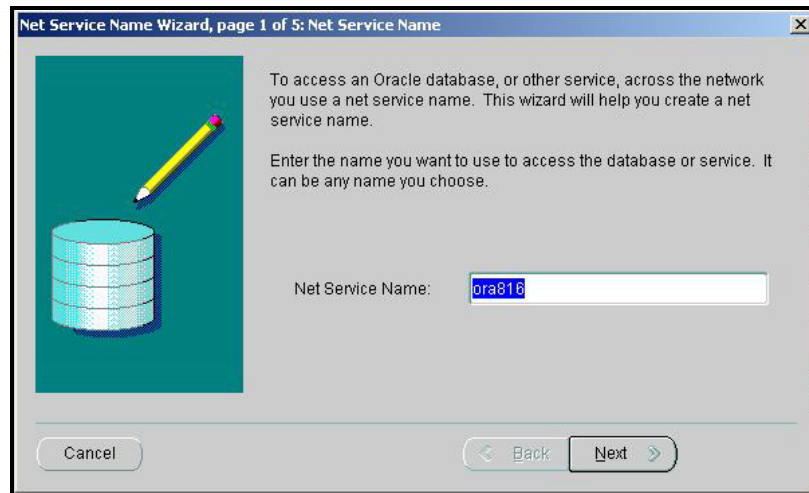 Net Service Name Wizard, page 1 of 5: Net Service Name
To access an Oracle database, or other service, across the network
you use a net service name. This wizard will help you create a net
service name.
Enter the name you want to use to access the database or service. It
can be any name you choose.
Net Service Name: ora816
Cancel Back Next